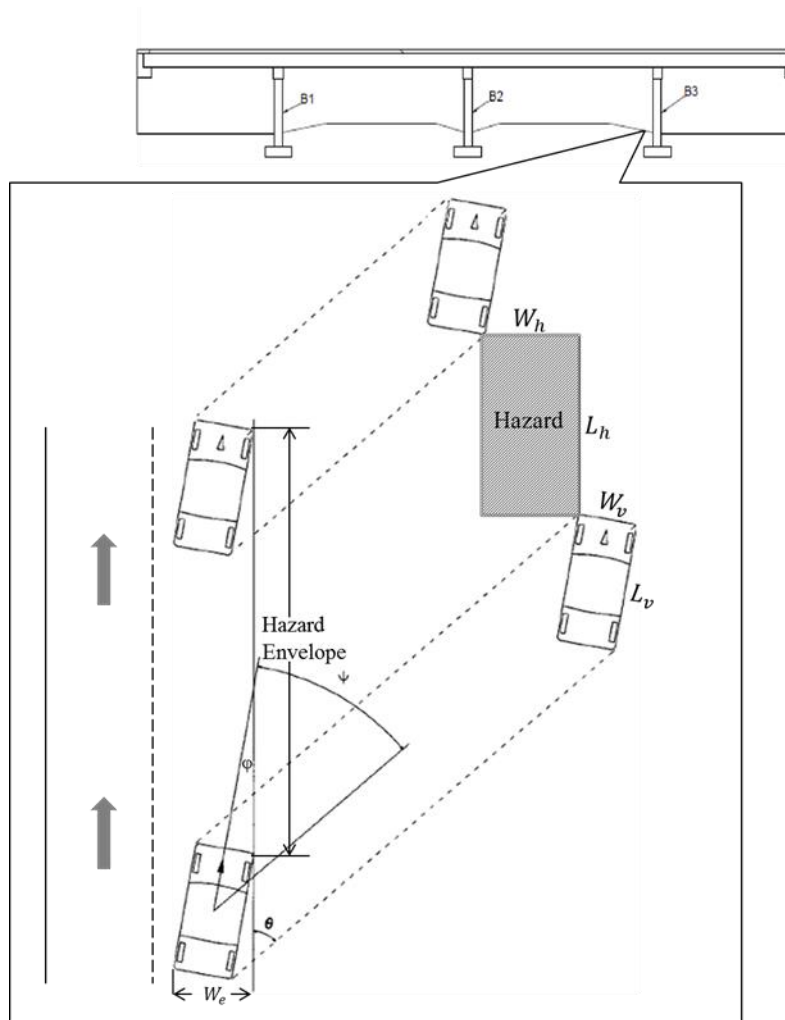 B1
B2
B3
W_h
Hazard
L_h
W_v
L_v
Hazard
Envelope
ψ
φ
θ
W_e